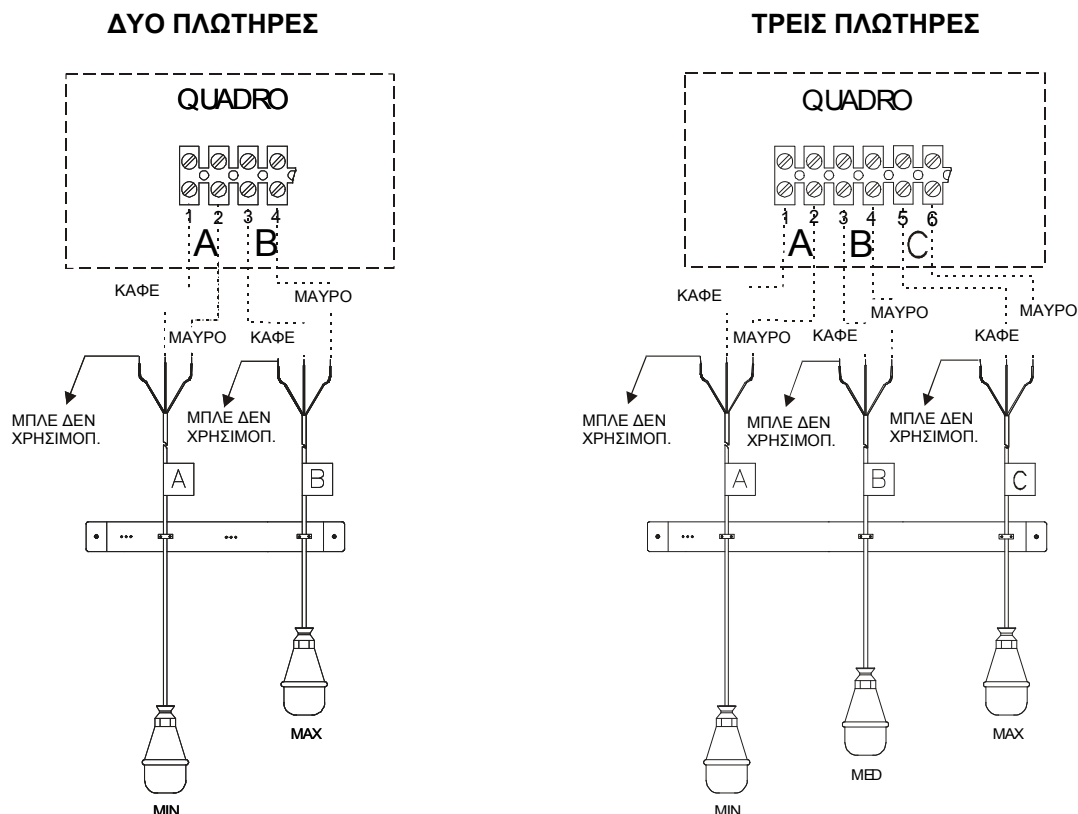 ΔΥΟ ΠΛΩΤΗΡΕΣ
QUADRO
1 2 3 4
A B
ΚΑΦΕ
ΜΑΥΡΟ
ΜΑΥΡΟ
ΚΑΦΕ
ΜΠΛΕ ΔΕΝ
ΧΡΗΣΙΜΟΠ.
ΜΠΛΕ ΔΕΝ
ΧΡΗΣΙΜΟΠ.
A
B
MAX
MIN
ΤΡΕΙΣ ΠΛΩΤΗΡΕΣ
QUADRO
1 2 3 4 5 6
A B C
ΚΑΦΕ
ΜΑΥΡΟ
ΚΑΦΕ
ΜΑΥΡΟ
ΚΑΦΕ
ΜΑΥΡΟ
ΜΠΛΕ ΔΕΝ
ΧΡΗΣΙΜΟΠ.
ΜΠΛΕ ΔΕΝ
ΧΡΗΣΙΜΟΠ.
ΜΠΛΕ ΔΕΝ
ΧΡΗΣΙΜΟΠ.
A
B
C
MAX
MED
MIN